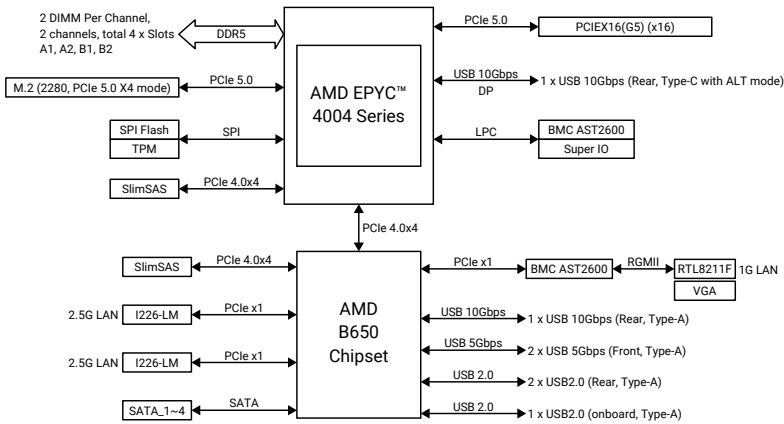 2 DIMM Per Channel,
2 channels, total 4 x Slots
A1, A2, B1, B2
DDR5
PCIe 5.0
PCIEX16(G5) (x16)
M.2 (2280, PCIe 5.0 X4 mode)
PCIe 5.0
AMD EPYC™
4004 Series
USB 10Gbps
DP
1 x USB 10Gbps (Rear, Type-C with ALT mode)
SPI Flash
TPM
SPI
LPC
BMC AST2600
Super IO
SlimSAS
PCIe 4.0x4
PCIe 4.0x4
SlimSAS
PCIe 4.0x4
AMD
B650
Chipset
PCIe x1
BMC AST2600
RGMII
RTL8211F
1G LAN
VGA
2.5G LAN
I226-LM
PCIe x1
USB 10Gbps
1 x USB 10Gbps (Rear, Type-A)
2.5G LAN
I226-LM
PCIe x1
USB 5Gbps
2 x USB 5Gbps (Front, Type-A)
USB 2.0
2 x USB2.0 (Rear, Type-A)
SATA_1~4
SATA
USB 2.0
1 x USB2.0 (onboard, Type-A)